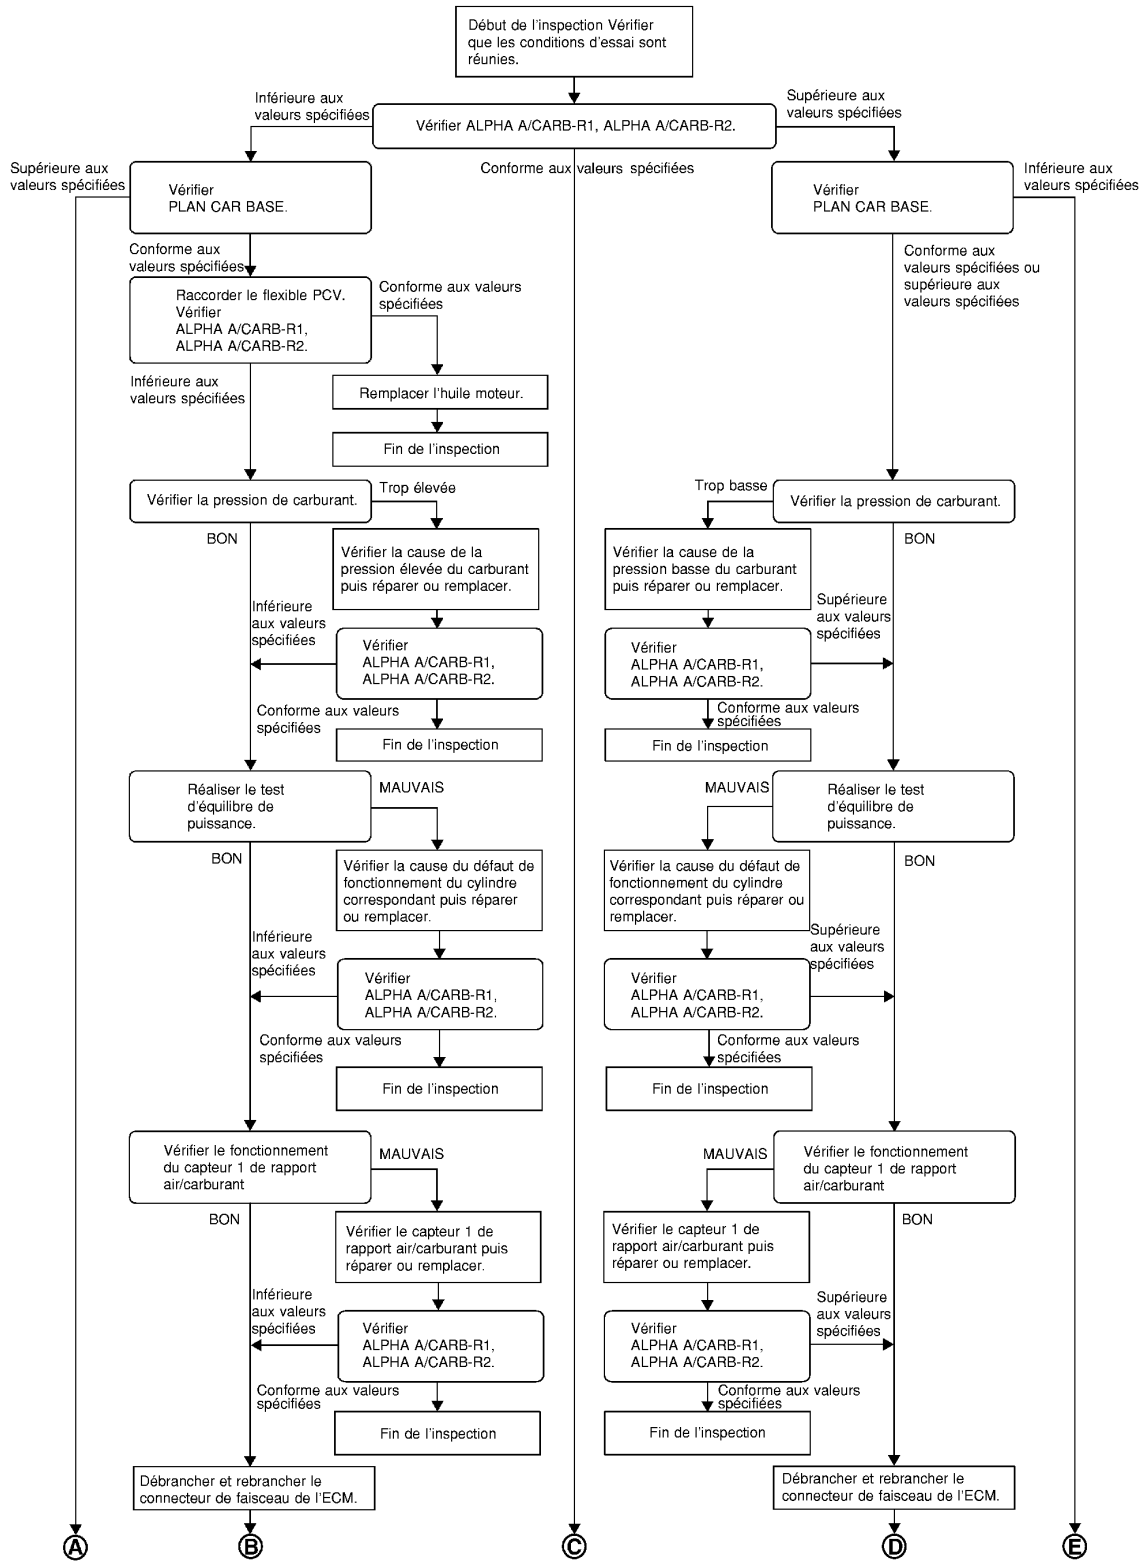 Début de l'inspection Vérifier
que les conditions d'essai sont
réunies.
Inférieure aux
valeurs spécifiées
Supérieure aux
valeurs spécifiées
Vérifier ALPHA A/CARB-R1, ALPHA A/CARB-R2.
Supérieure aux
valeurs spécifiées
Conforme aux valeurs spécifiées
Inférieure aux
valeurs spécifiées
Vérifier
PLAN CAR BASE.
Vérifier
PLAN CAR BASE.
Conforme aux
valeurs spécifiées
Conforme aux
valeurs spécifiées ou
supérieure aux
valeurs spécifiées
Raccorder le flexible PCV.
Vérifier
ALPHA A/CARB-R1,
ALPHA A/CARB-R2.
Conforme aux valeurs
spécifiées
Inférieure aux
valeurs spécifiées
Remplacer l'huile moteur.
Fin de l'inspection
Vérifier la pression de carburant.
Trop élevée
Trop basse
Vérifier la pression de carburant.
BON
BON
Vérifier la cause de la
pression élevée du carburant
puis réparer ou remplacer.
Vérifier la cause de la
pression basse du carburant
puis réparer ou remplacer.
Inférieure
aux valeurs
spécifiées
Supérieure
aux valeurs
spécifiées
Vérifier
ALPHA A/CARB-R1,
ALPHA A/CARB-R2.
Vérifier
ALPHA A/CARB-R1,
ALPHA A/CARB-R2.
Conforme aux valeurs
spécifiées
Conforme aux valeurs
spécifiées
Fin de l'inspection
Fin de l'inspection
Réaliser le test
d'équilibre de
puissance.
MAUVAIS
MAUVAIS
Réaliser le test
d'équilibre de
puissance.
BON
BON
Vérifier la cause du défaut de
fonctionnement du cylindre
correspondant puis réparer
ou remplacer.
Vérifier la cause du défaut de
fonctionnement du cylindre
correspondant puis réparer ou
remplacer.
Inférieure
aux valeurs
spécifiées
Supérieure
aux valeurs
spécifiées
Vérifier
ALPHA A/CARB-R1,
ALPHA A/CARB-R2.
Vérifier
ALPHA A/CARB-R1,
ALPHA A/CARB-R2.
Conforme aux valeurs
spécifiées
Conforme aux valeurs
spécifiées
Fin de l'inspection
Fin de l'inspection
Vérifier le fonctionnement
du capteur 1 de rapport
air/carburant
MAUVAIS
MAUVAIS
Vérifier le fonctionnement
du capteur 1 de rapport
air/carburant
BON
BON
Vérifier le capteur 1 de
rapport air/carburant puis
réparer ou remplacer.
Vérifier le capteur 1 de
rapport air/carburant puis
réparer ou remplacer.
Inférieure
aux valeurs
spécifiées
Supérieure
aux valeurs
spécifiées
Vérifier
ALPHA A/CARB-R1,
ALPHA A/CARB-R2.
Vérifier
ALPHA A/CARB-R1,
ALPHA A/CARB-R2.
Conforme aux valeurs
spécifiées
Conforme aux valeurs
spécifiées
Fin de l'inspection
Fin de l'inspection
Débrancher et rebrancher le
connecteur de faisceau de l'ECM.
Débrancher et rebrancher le
connecteur de faisceau de l'ECM.
A
B
C
D
E